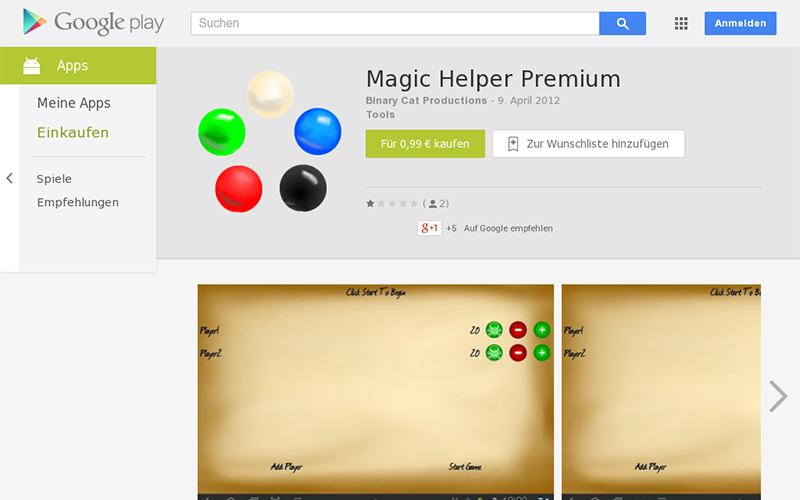 Google play
Suchen
Anmelden
Apps
Meine Apps
Einkaufen
Spiele
Empfehlungen
Magic Helper Premium
Binary Cat Productions - 9. April 2012
Tools
Für 0,99 € kaufen
Zur Wunschliste hinzufügen
( 2)
g+1 +5 Auf Google empfehlen
Click Start To Begin
Player1 20
Player2 20
Add Player Start Game
Click Start To Be
Player1
Player2
Add Player